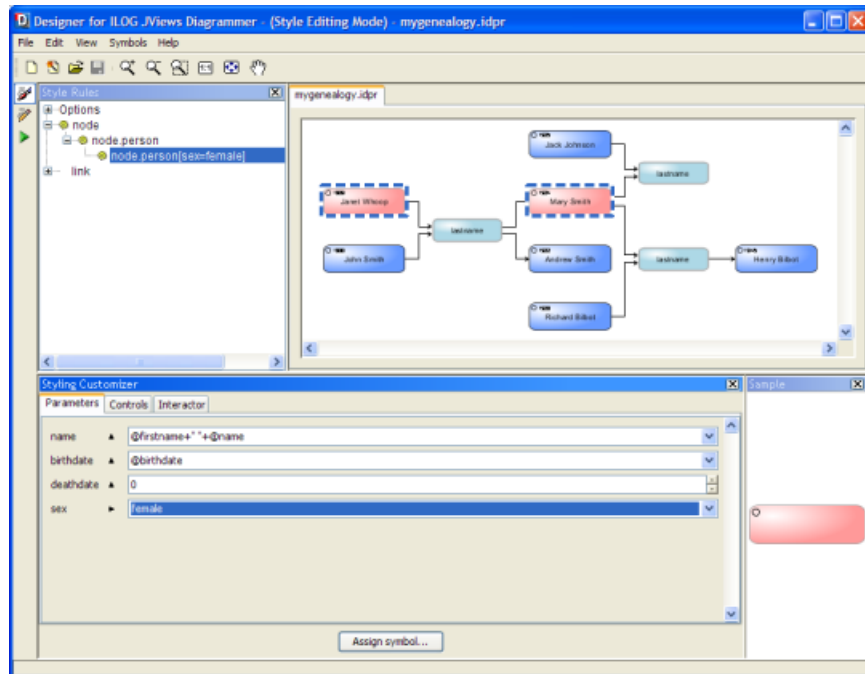 Designer for ILOG JViews Diagrammer - (Style Editing Mode) - mygenealogy.idpr
File Edit View Symbols Help
Style Rules
mygenealogy.idpr
Options
node
node.person
node.person[sex=female]
link
Jack Johnson
lastname
Janet Whoop
Mary Smith
lastname
John Smith
Andrew Smith
lastname
Henry Bilbot
Richard Bilbot
Styling Customizer
Sample
Parameters Controls Interactor
name @firstname+" "+@name
birthdate @birthdate
deathdate 0
sex female
Assign symbol...